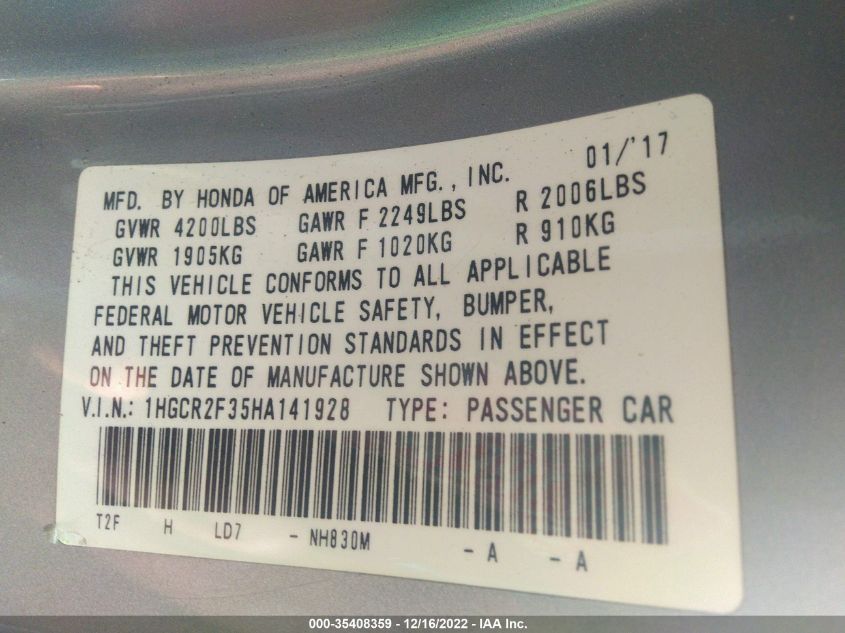 MFD. BY HONDA OF AMERICA MFG., INC. 01/'17
GVWR 4200LBS GAWR F 2249LBS R 2006LBS
GVWR 1905KG GAWR F 1020KG R 910KG
THIS VEHICLE CONFORMS TO ALL APPLICABLE
FEDERAL MOTOR VEHICLE SAFETY, BUMPER,
AND THEFT PREVENTION STANDARDS IN EFFECT
ON THE DATE OF MANUFACTURE SHOWN ABOVE.
V.I.N.: 1HGCR2F35HA141928 TYPE: PASSENGER CAR
T2F H LD7 - NH830M - A - A
000-35408359 - 12/16/2022 - IAA Inc.